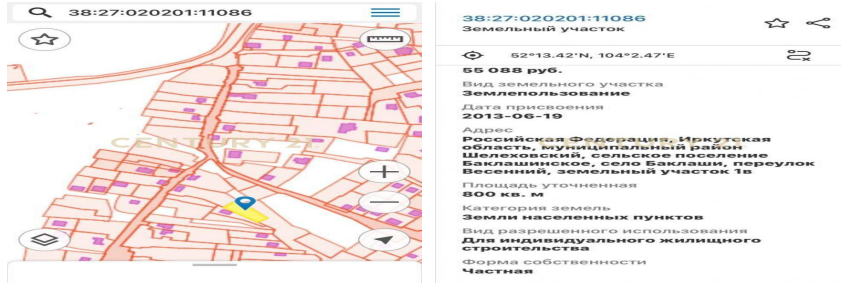 38:27:020201:11086
CENTURY 21
38:27:020201:11086
Земельный участок
52°13.42'N, 104°2.47'E
55 088 руб.
Вид земельного участка
Землепользование
Дата присвоения
2013-06-19
Адрес
Российская Федерация, Иркутская
область, муниципальный район
Шелеховский, сельское поселение
Баклашинское, село Баклаши, переулок
Весенний, земельный участок 1в
Площадь уточненная
800 кв. м
Категория земель
Земли населенных пунктов
Вид разрешенного использования
Для индивидуального жилищного
строительства
Форма собственности
Частная